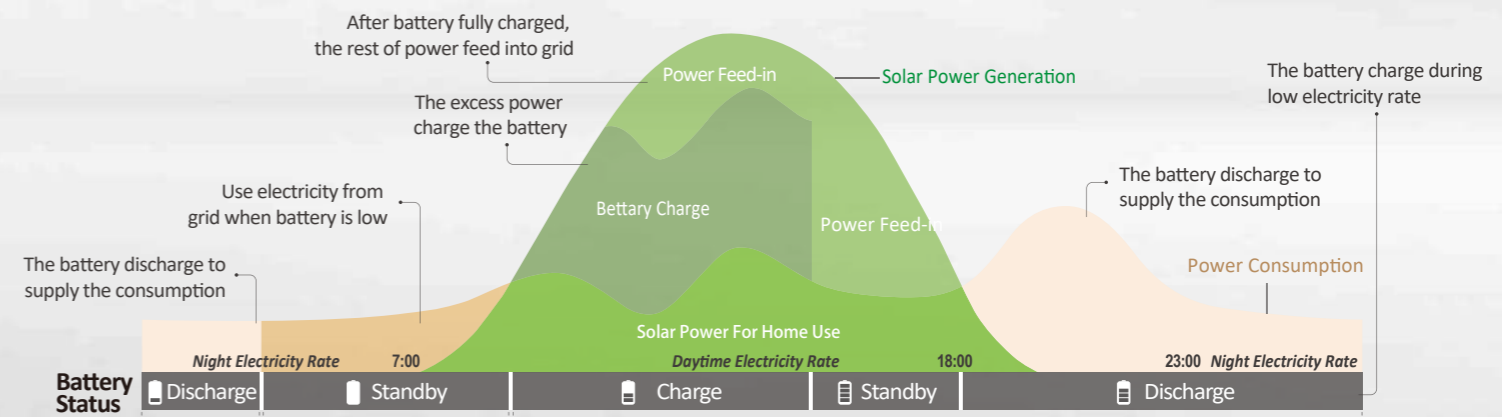 After battery fully charged,
the rest of power feed into grid
Power Feed-in
Solar Power Generation
The battery charge during
low electricity rate
The excess power
charge the battery
Use electricity from
grid when battery is low
Bettary Charge
Power Feed-in
The battery discharge to
supply the consumption
The battery discharge to
supply the consumption
Power Consumption
Solar Power For Home Use
Night Electricity Rate 7:00 Daytime Electricity Rate 18:00 23:00 Night Electricity Rate
Battery
Status
Discharge Standby Charge Standby Discharge